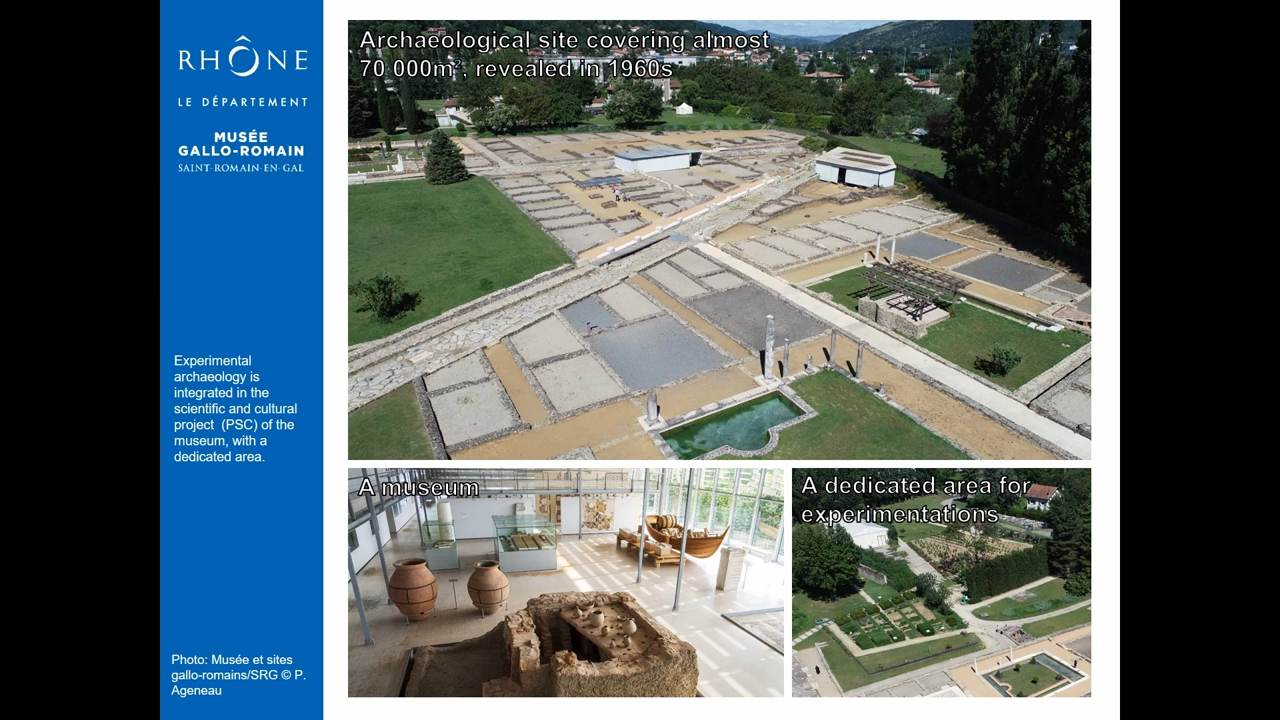 RHÔNE
LE DÉPARTEMENT
MUSÉE
GALLO-ROMAIN
SAINT-ROMAIN-EN-GAL
Experimental
archaeology is
integrated in the
scientific and cultural
project (PSC) of the
museum, with a
dedicated area.
Photo: Musée et sites
gallo-romains/SRG © P.
Ageneau
Archaeological site covering almost
70 000m², revealed in 1960s
A museum
A dedicated area for
experimentations